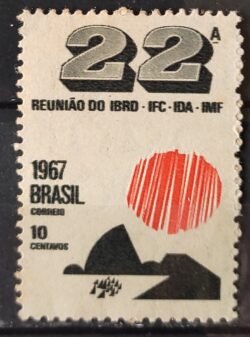 22ª
REUNIÃO DO IBRD · IFC · IDA · IMF
1967
BRASIL
CORREIO
10
CENTAVOS